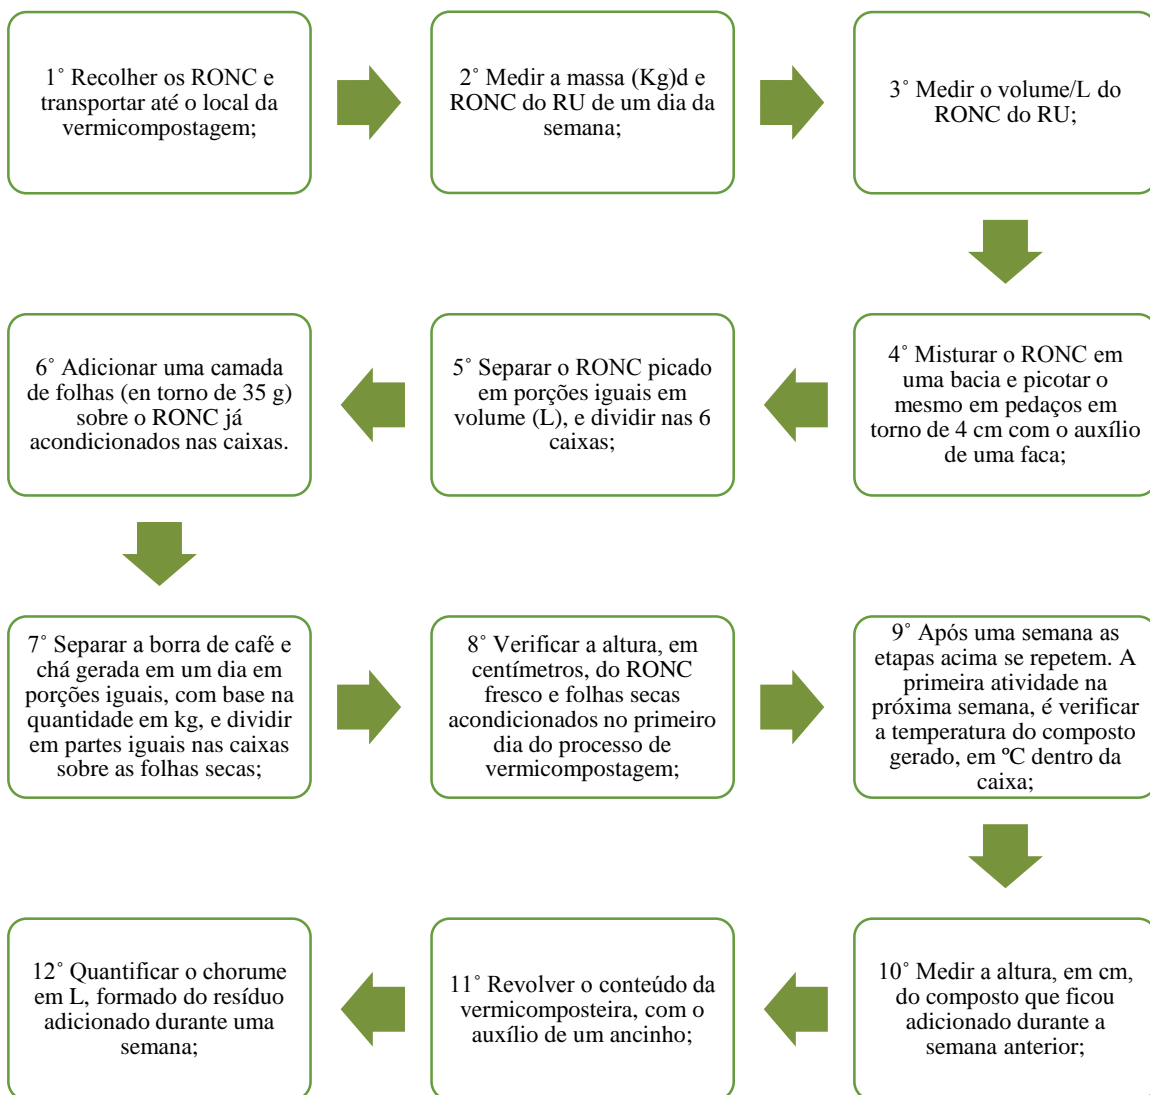 1˚ Recolher os RONC e
transportar até o local da
vermicompostagem;
2˚ Medir a massa (Kg)d e
RONC do RU de um dia da
semana;
3˚ Medir o volume/L do
RONC do RU;
4˚ Misturar o RONC em
uma bacia e picotar o
mesmo em pedaços em
torno de 4 cm com o auxílio
de uma faca;
5˚ Separar o RONC picado
em porções iguais em
volume (L), e dividir nas 6
caixas;
6˚ Adicionar uma camada
de folhas (en torno de 35 g)
sobre o RONC já
acondicionados nas caixas.
7˚ Separar a borra de café e
chá gerada em um dia em
porções iguais, com base na
quantidade em kg, e dividir
em partes iguais nas caixas
sobre as folhas secas;
8˚ Verificar a altura, em
centímetros, do RONC
fresco e folhas secas
acondicionados no primeiro
dia do processo de
vermicompostagem;
9˚ Após uma semana as
etapas acima se repetem. A
primeira atividade na
próxima semana, é verificar
a temperatura do composto
gerado, em ºC dentro da
caixa;
10˚ Medir a altura, em cm,
do composto que ficou
adicionado durante a
semana anterior;
11˚ Revolver o conteúdo da
vermicomposteira, com o
auxílio de um ancinho;
12˚ Quantificar o chorume
em L, formado do resíduo
adicionado durante uma
semana;